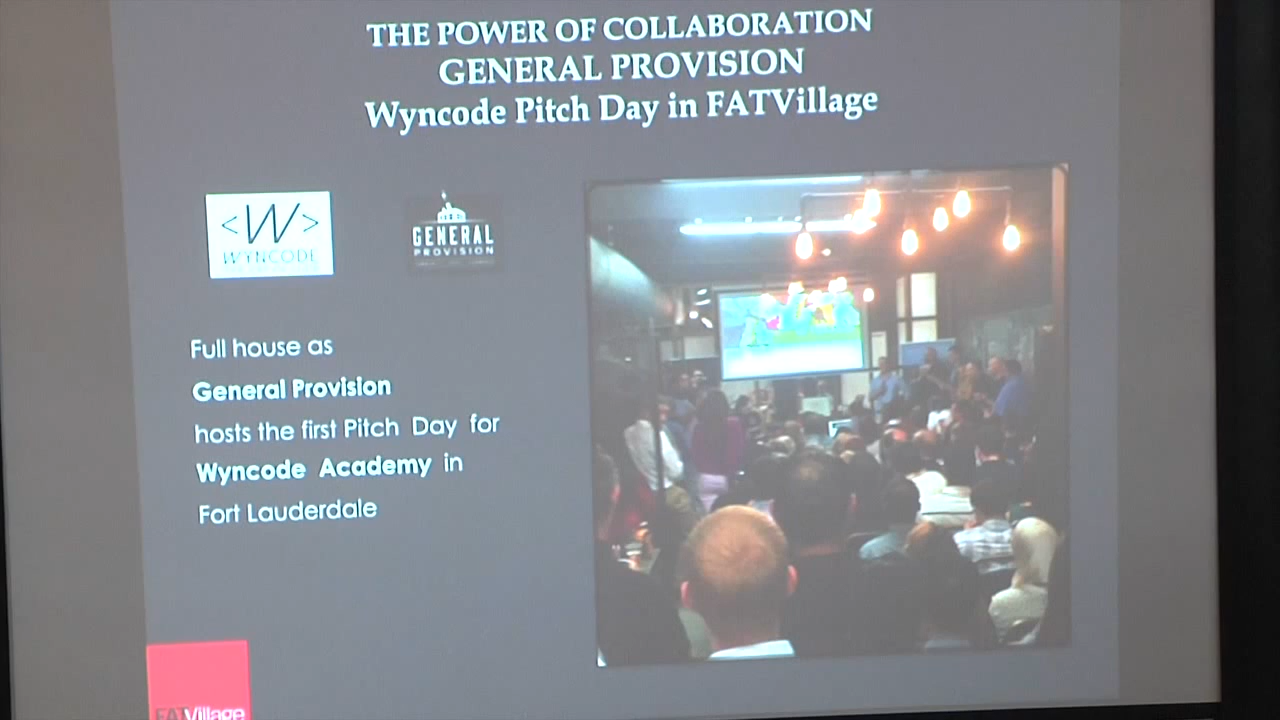 THE POWER OF COLLABORATION
GENERAL PROVISION
Wyncode Pitch Day in FATVillage
<W>
WYNCODE
GENERAL
PROVISION
Full house as
General Provision
hosts the first Pitch Day for
Wyncode Academy in
Fort Lauderdale
FATVillage